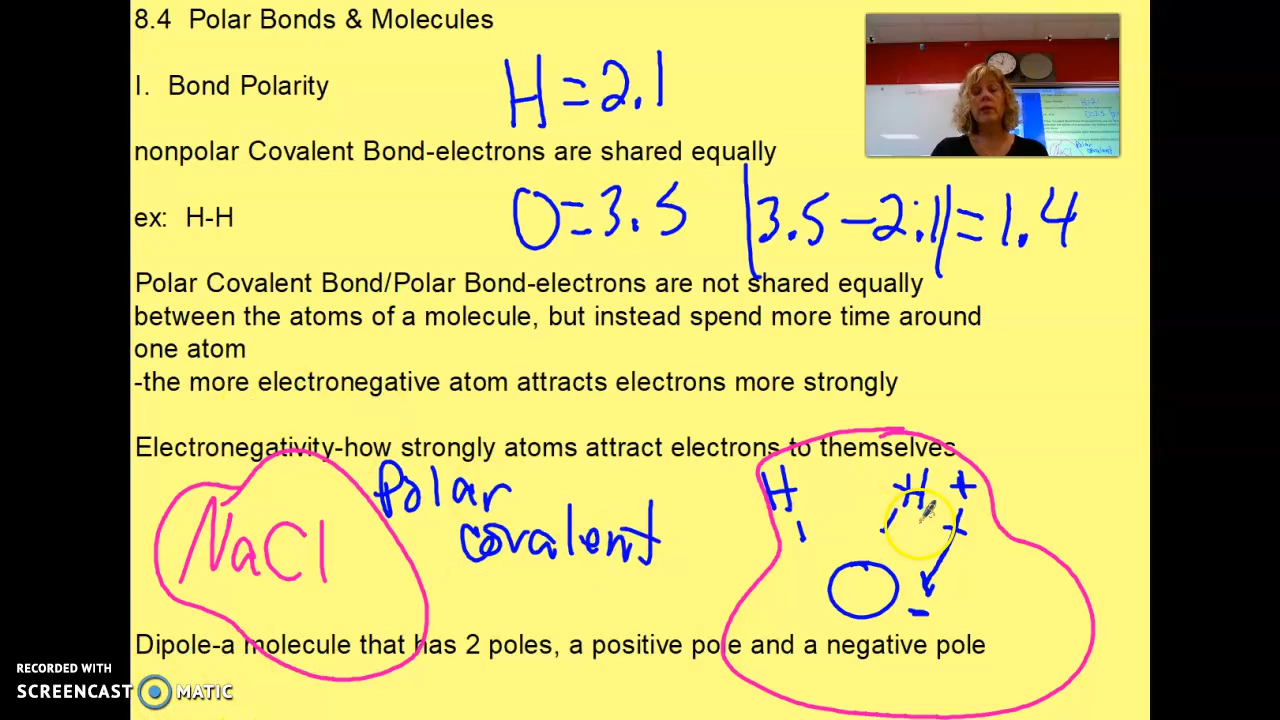 8.4 Polar Bonds & Molecules
I. Bond Polarity
H = 2.1
nonpolar Covalent Bond-electrons are shared equally
ex: H-H
O = 3.5 |3.5 - 2.1| = 1.4
Polar Covalent Bond/Polar Bond-electrons are not shared equally
between the atoms of a molecule, but instead spend more time around
one atom
-the more electronegative atom attracts electrons more strongly
Electronegativity-how strongly atoms attract electrons to themselves
NaCl
Polar
covalent
H H +
+
O -
Dipole-a molecule that has 2 poles, a positive pole and a negative pole
RECORDED WITH
SCREENCAST MATIC